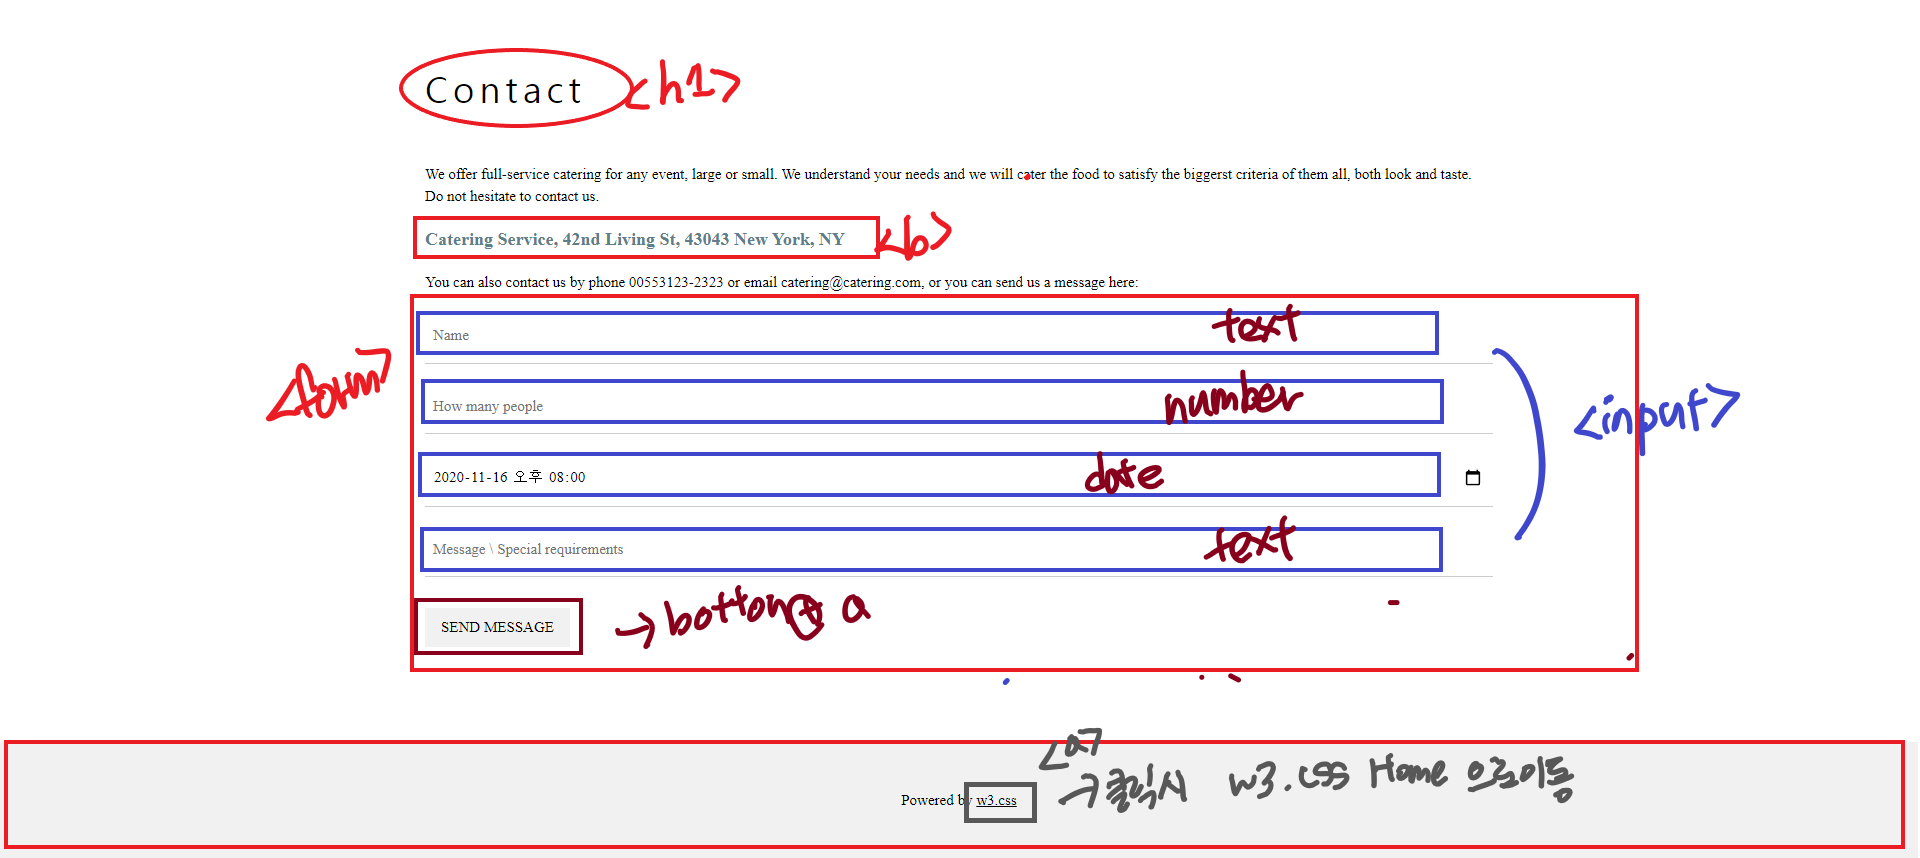 Contact <h1>
We offer full-service catering for any event, large or small. We understand your needs and we will cater the food to satisfy the biggerst criteria of them all, both look and taste.
Do not hesitate to contact us.
Catering Service, 42nd Living St, 43043 New York, NY <b>
You can also contact us by phone 00553123-2323 or email catering@catering.com, or you can send us a message here:
<form>
Name text
How many people number
<input>
2020-11-16 오후 08:00 date
Message \ Special requirements text
SEND MESSAGE → botton + a
<a>
Powered by w3.css → 클릭시 w3.css Home 으로이동